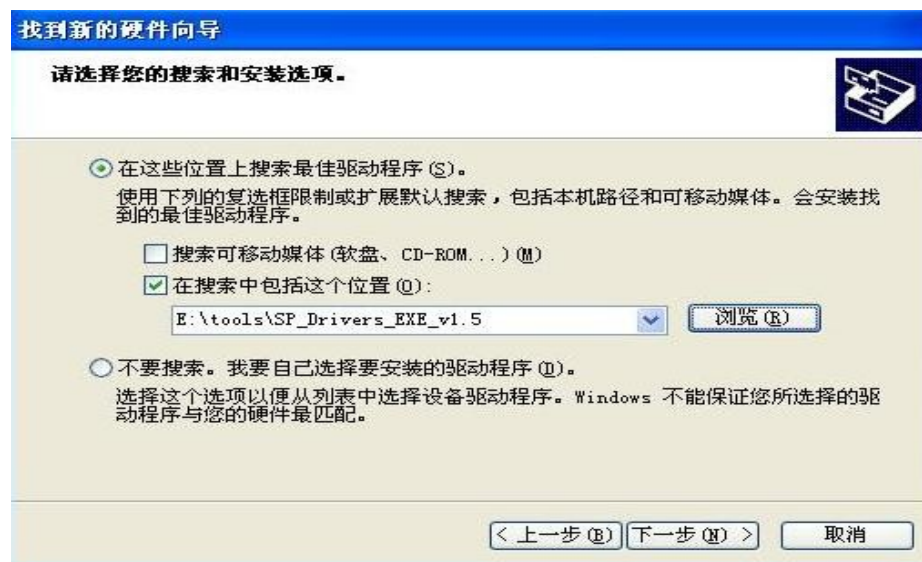 找到新的硬件向导
请选择您的搜索和安装选项。
在这些位置上搜索最佳驱动程序(S)。
使用下列的复选框限制或扩展默认搜索，包括本机路径和可移动媒体。会安装找
到的最佳驱动程序。
搜索可移动媒体(软盘、CD-ROM...)(M)
在搜索中包括这个位置(O):
E:\tools\SP_Drivers_EXE_v1.5
浏览(R)
不要搜索。我要自己选择要安装的驱动程序(D)。
选择这个选项以便从列表中选择设备驱动程序。Windows 不能保证您所选择的驱
动程序与您的硬件最匹配。
< 上一步(B) 下一步(N) > 取消